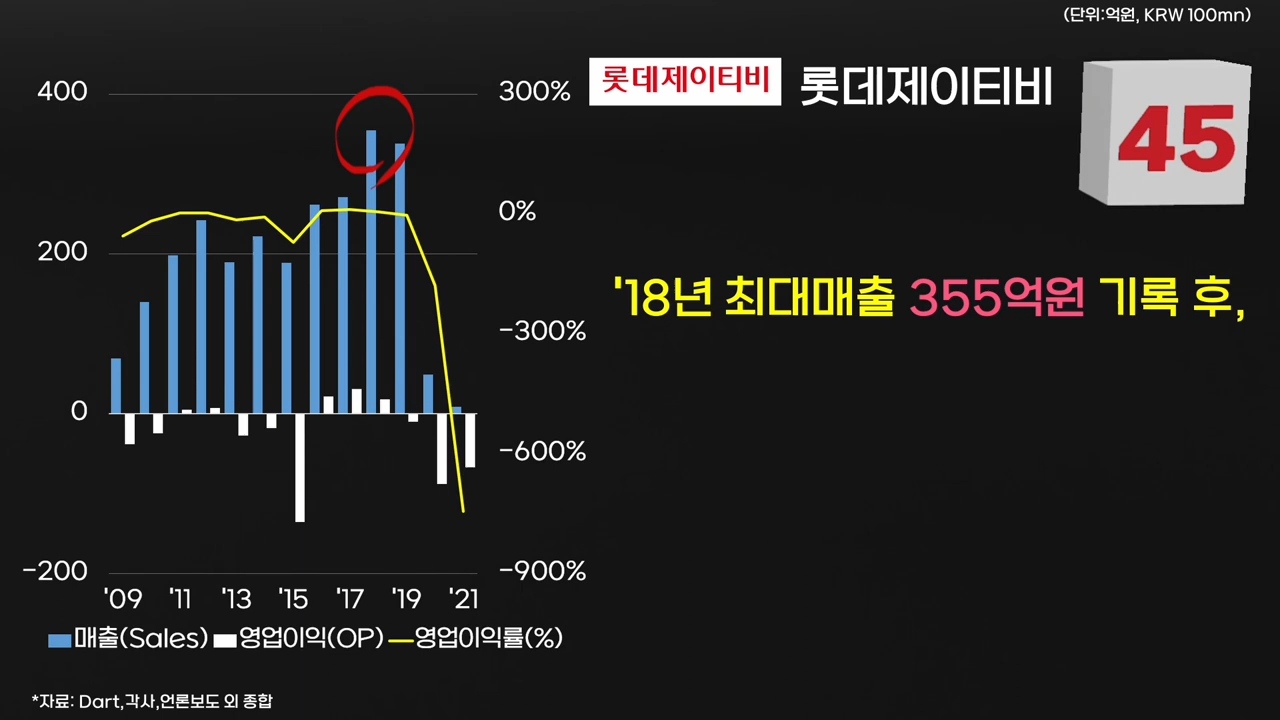 (단위:억원, KRW 100mn)
롯데제이티비
롯데제이티비
45
400
300%
0%
200
-300%
0
-600%
-200
-900%
'09 '11 '13 '15 '17 '19 '21
매출(Sales) 영업이익(OP) 영업이익률(%)
'18년 최대매출 355억원 기록 후,
*자료: Dart,각사,언론보도 외 종합